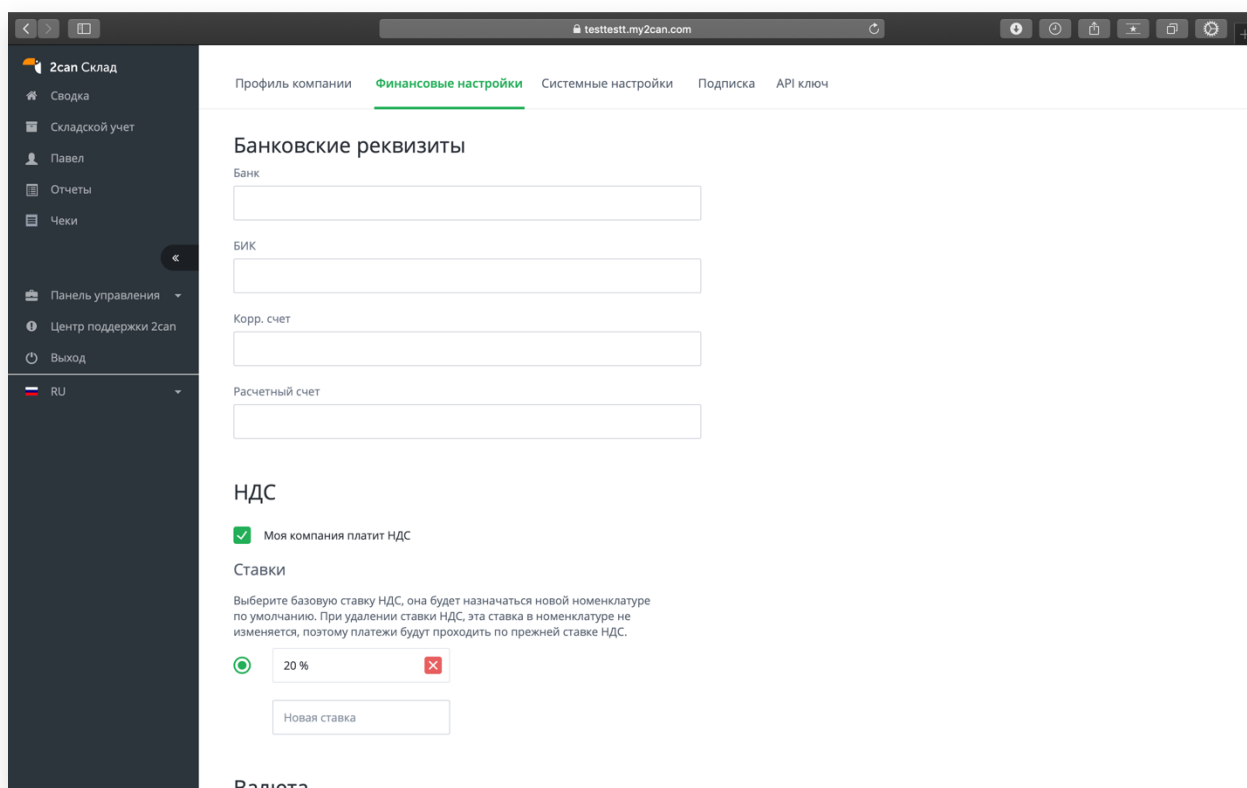 testtestt.my2can.com
2can Склад
Сводка
Складской учет
Павел
Отчеты
Чеки
Панель управления
Центр поддержки 2can
Выход
RU
Профиль компании Финансовые настройки Системные настройки Подписка API ключ
Банковские реквизиты
Банк
БИК
Корр. счет
Расчетный счет
НДС
Моя компания платит НДС
Ставки
Выберите базовую ставку НДС, она будет назначаться новой номенклатуре
по умолчанию. При удалении ставки НДС, эта ставка в номенклатуре не
изменяется, поэтому платежи будут проходить по прежней ставке НДС.
20 %
Новая ставка
Валюта